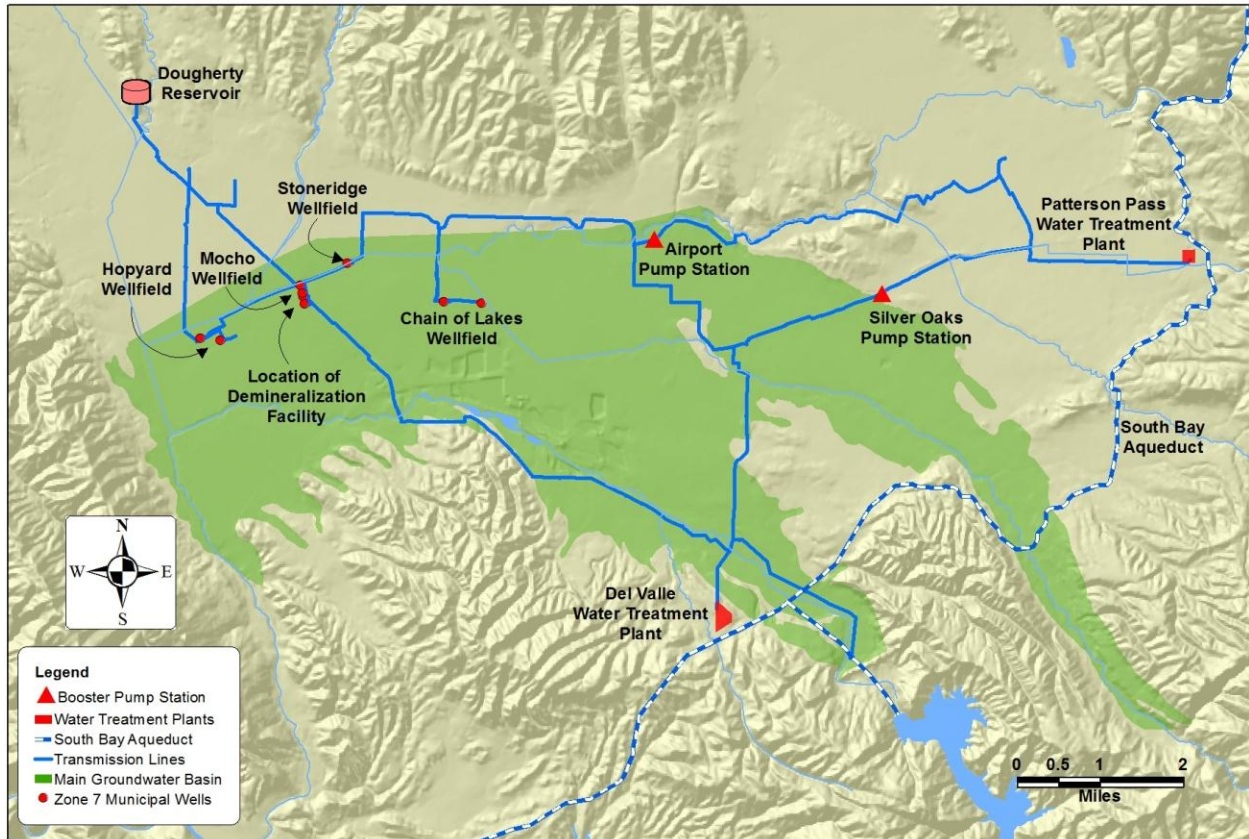 Dougherty
Reservoir
Stoneridge
Wellfield
Mocho
Wellfield
Hopyard
Wellfield
Location of
Demineralization
Facility
Chain of Lakes
Wellfield
Airport
Pump Station
Silver Oaks
Pump Station
Patterson Pass
Water Treatment
Plant
South Bay
Aqueduct
Del Valle
Water Treatment
Plant
N
W
E
S
Legend
Booster Pump Station
Water Treatment Plants
South Bay Aqueduct
Transmission Lines
Main Groundwater Basin
Zone 7 Municipal Wells
0 0.5 1 2
Miles